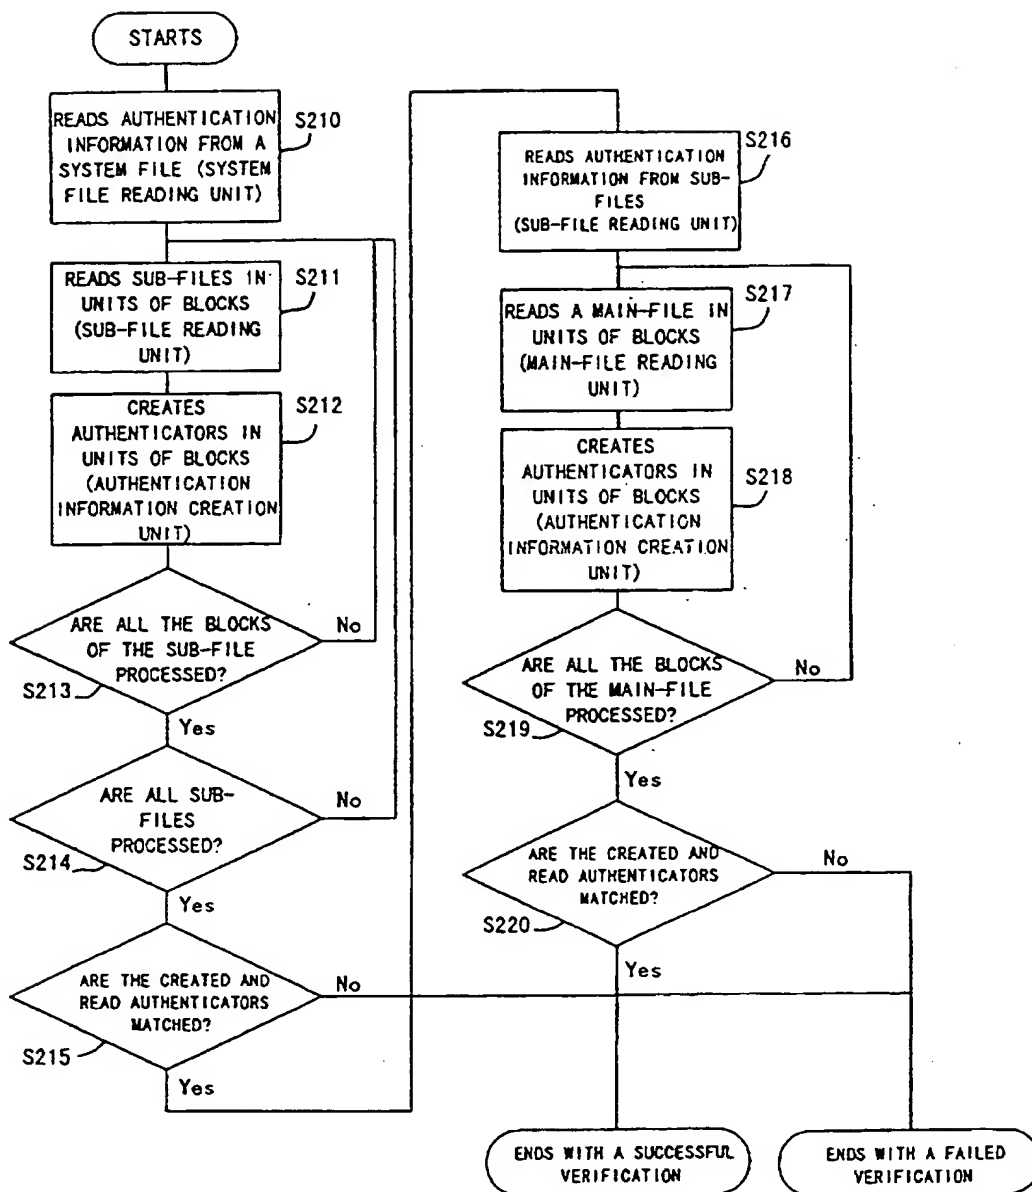 STARTS
READS AUTHENTICATION
INFORMATION FROM A
SYSTEM FILE (SYSTEM
FILE READING UNIT)
S210
READS SUB-FILES IN
UNITS OF BLOCKS
(SUB-FILE READING
UNIT)
S211
CREATES
AUTHENTICATORS IN
UNITS OF BLOCKS
(AUTHENTICATION
INFORMATION CREATION
UNIT)
S212
ARE ALL THE BLOCKS
OF THE SUB-FILE
PROCESSED?
No
S213
Yes
ARE ALL SUB-
FILES
PROCESSED?
No
S214
Yes
ARE THE CREATED AND
READ AUTHENTICATORS
MATCHED?
No
S215
Yes
READS AUTHENTICATION
INFORMATION FROM SUB-
FILES
(SUB-FILE READING UNIT)
S216
READS A MAIN-FILE IN
UNITS OF BLOCKS
(MAIN-FILE READING
UNIT)
S217
CREATES
AUTHENTICATORS IN
UNITS OF BLOCKS
(AUTHENTICATION
INFORMATION CREATION
UNIT)
S218
ARE ALL THE BLOCKS
OF THE MAIN-FILE
PROCESSED?
No
S219
Yes
ARE THE CREATED AND
READ AUTHENTICATORS
MATCHED?
No
S220
Yes
ENDS WITH A SUCCESSFUL
VERIFICATION
ENDS WITH A FAILED
VERIFICATION